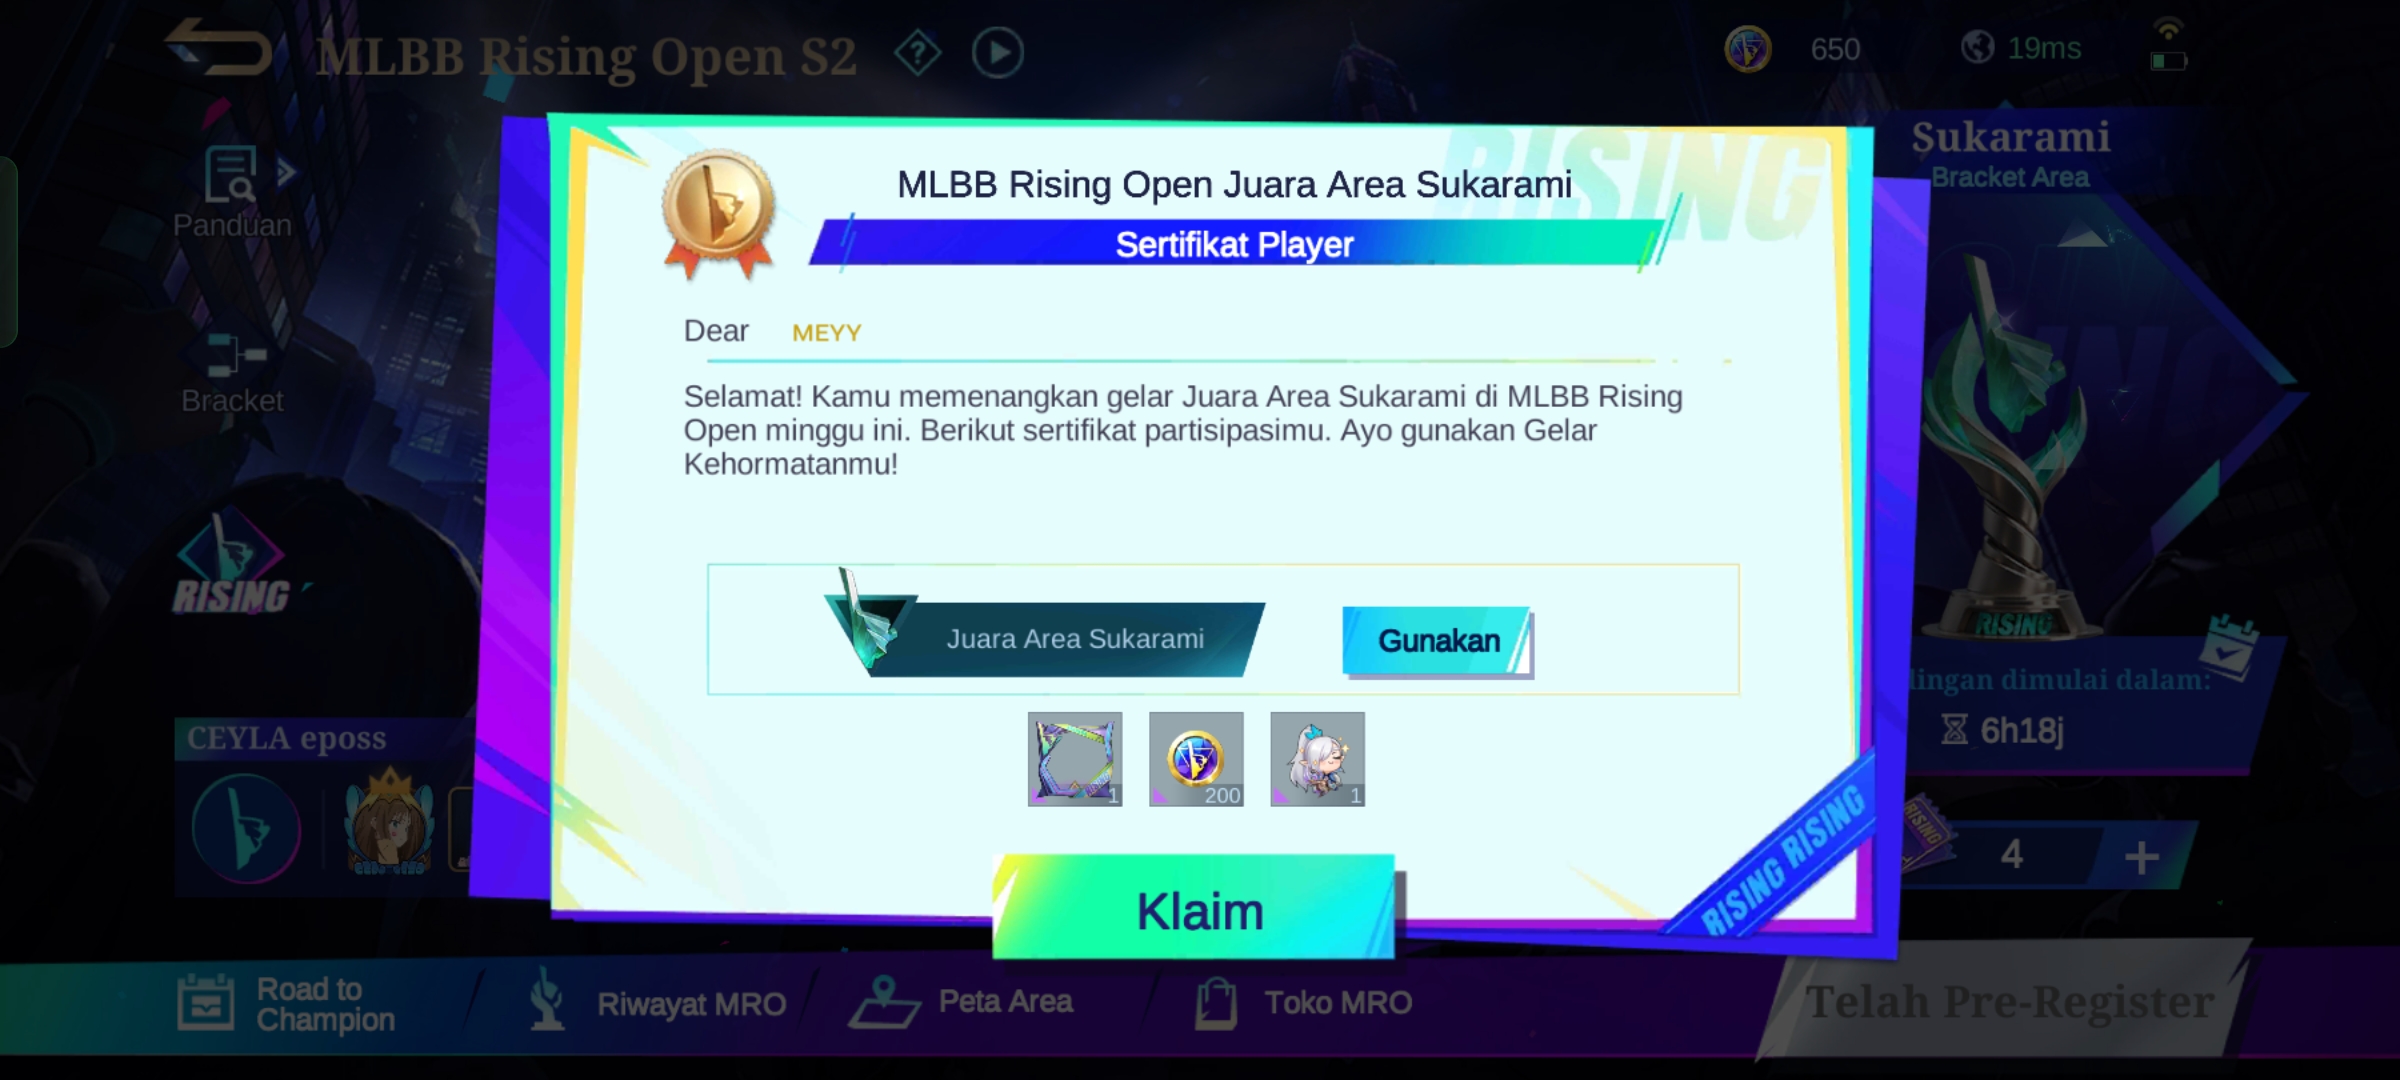 MLBB Rising Open S2
650
19ms
Panduan
Bracket
RISING
CEYLA eposs
Sukarami
Bracket Area
RISING
MLBB Rising Open Juara Area Sukarami
Sertifikat Player
Dear MEYY
Selamat! Kamu memenangkan gelar Juara Area Sukarami di MLBB Rising
Open minggu ini. Berikut sertifikat partisipasimu. Ayo gunakan Gelar
Kehormatanmu!
Juara Area Sukarami
Gunakan
1
200
1
Klaim
RISING RISING
RISING
dimulai dalam:
6h18j
RISING
4
+
Road to
Champion
Riwayat MRO
Peta Area
Toko MRO
Telah Pre-Register